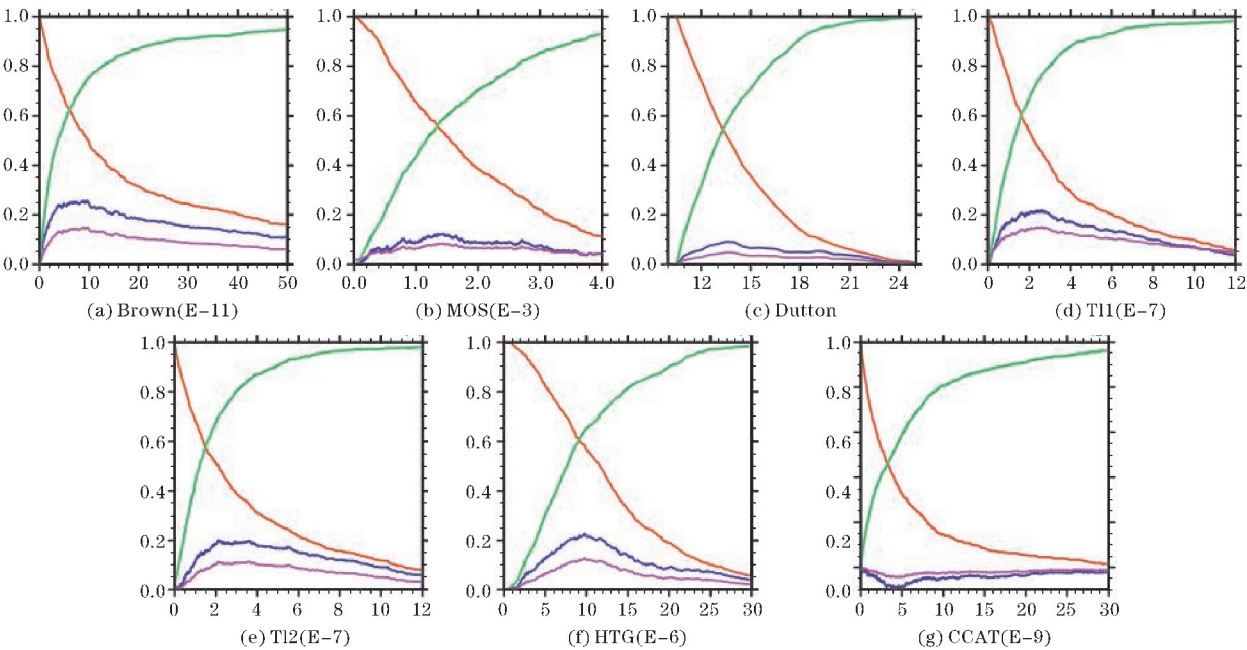 1.0 1.0 1.0 1.0
0.8 0.8 0.8 0.8
0.6 0.6 0.6 0.6
0.4 0.4 0.4 0.4
0.2 0.2 0.2 0.2
0.0 0.0 0.0 0.0
0 10 20 30 40 50 0.0 1.0 2.0 3.0 4.0 12 15 18 21 24 0 2 4 6 8 10 12
(a) Brown(E-11) (b) MOS(E-3) (c) Dutton (d) Tl1(E-7)
1.0 1.0 1.0
0.8 0.8 0.8
0.6 0.6 0.6
0.4 0.4 0.4
0.2 0.2 0.2
0.0 0.0 0.0
0 2 4 6 8 10 12 0 5 10 15 20 25 30 0 5 10 15 20 25 30
(e) Tl2(E-7) (f) HTG(E-6) (g) CCAT(E-9)